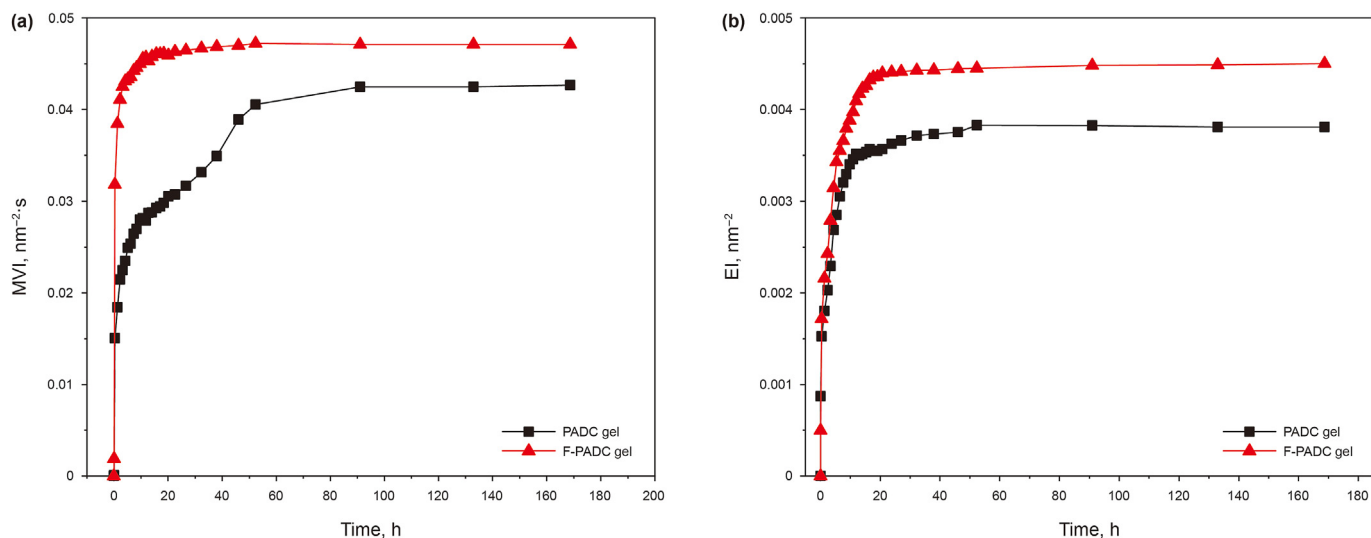 (a)
0.05
0.04
0.03
0.02
0.01
0
MVI, nm⁻²·s
PADC gel
F-PADC gel
0 20 40 60 80 100 120 140 160 180 200
Time, h
(b)
0.005
0.004
0.003
0.002
0.001
0
EI, nm⁻²
PADC gel
F-PADC gel
0 20 40 60 80 100 120 140 160 180
Time, h